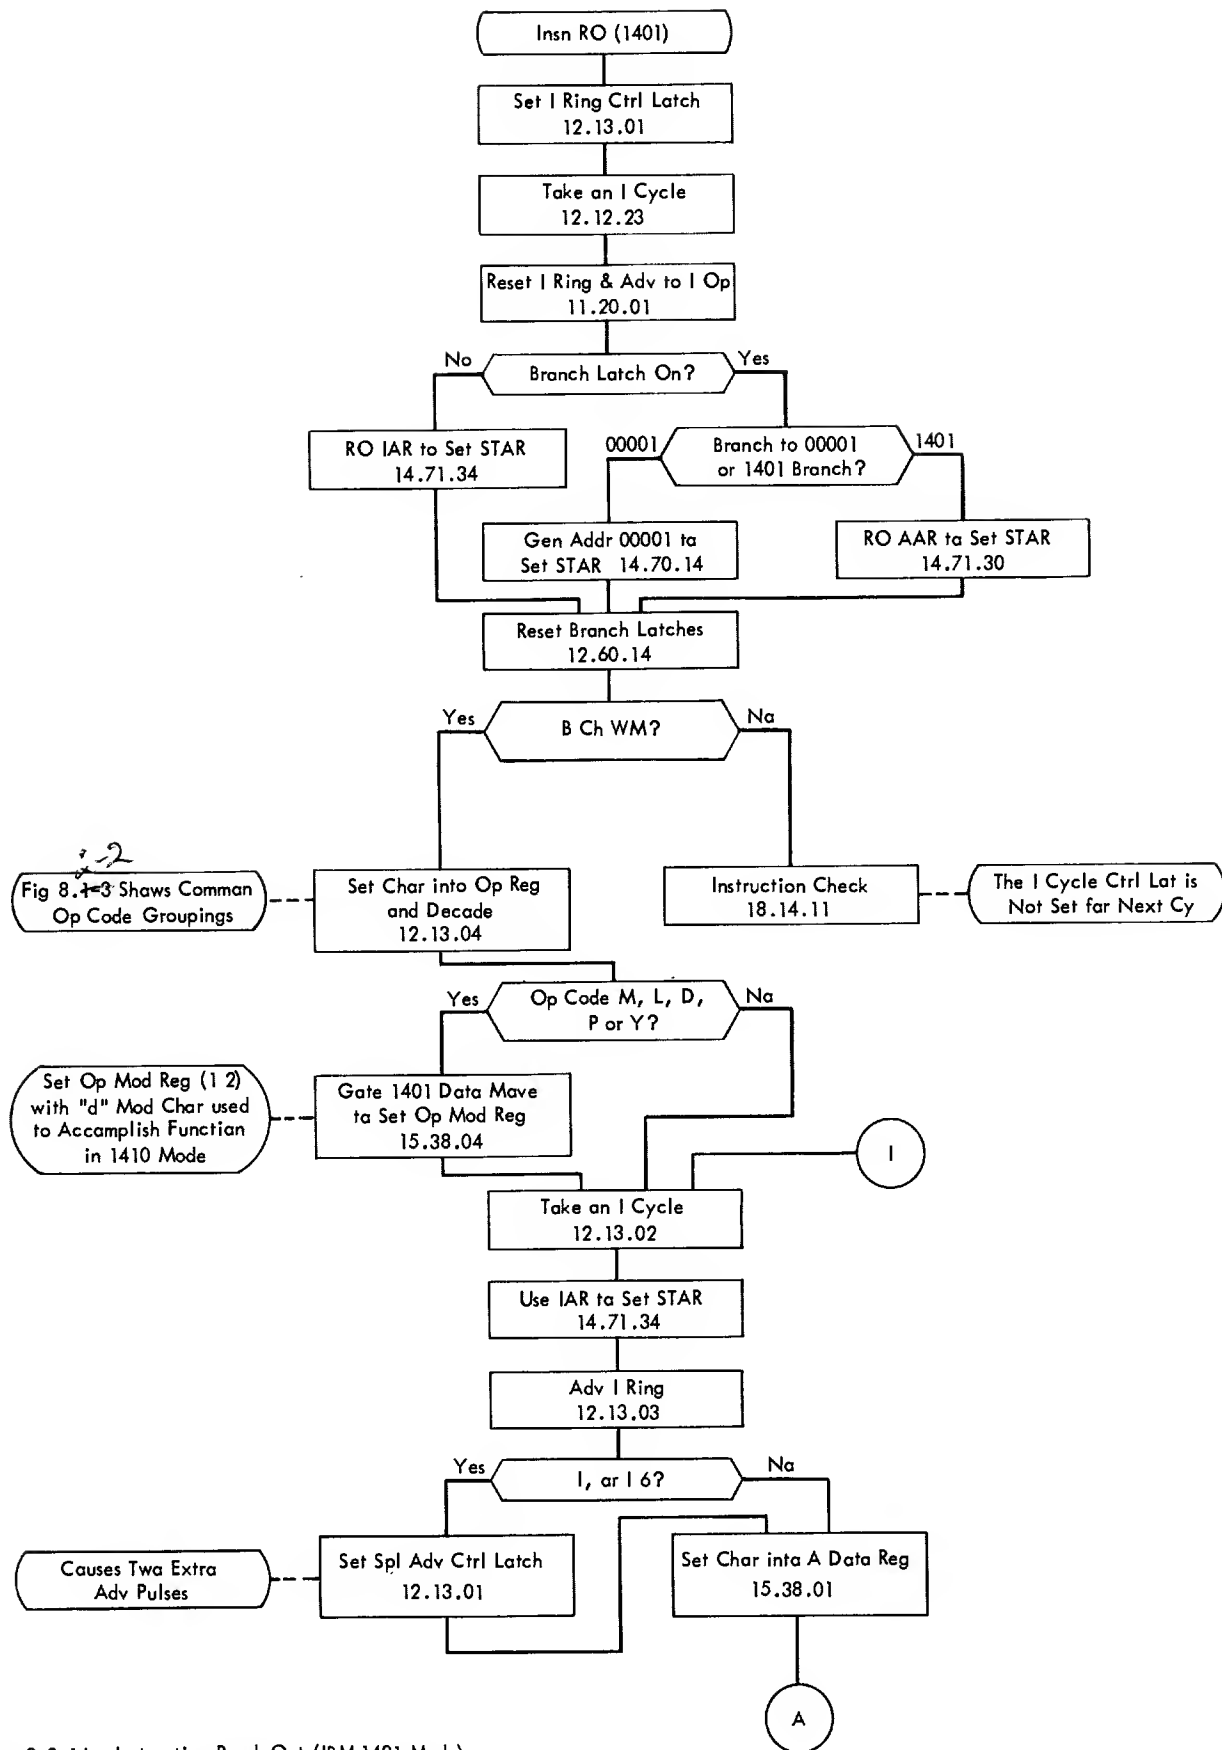 Insn RO (1401)
Set I Ring Ctrl Latch
12.13.01
Take an I Cycle
12.12.23
Reset I Ring & Adv to I Op
11.20.01
No
Branch Latch On?
Yes
RO IAR to Set STAR
14.71.34
00001
Branch to 00001
or 1401 Branch?
1401
Gen Addr 00001 ta
Set STAR 14.70.14
RO AAR ta Set STAR
14.71.30
Reset Branch Latches
12.60.14
Yes
B Ch WM?
Na
-2
Fig 8.1-3 Shaws Comman
Op Code Groupings
Set Char into Op Reg
and Decade
12.13.04
Instruction Check
18.14.11
The I Cycle Ctrl Lat is
Not Set far Next Cy
Yes
Op Code M, L, D,
P or Y?
Na
Set Op Mod Reg (1 2)
with "d" Mod Char used
to Accamplish Functian
in 1410 Mode
Gate 1401 Data Mave
ta Set Op Mod Reg
15.38.04
I
Take an I Cycle
12.13.02
Use IAR ta Set STAR
14.71.34
Adv I Ring
12.13.03
Yes
I, ar I 6?
Na
Causes Twa Extra
Adv Pulses
Set Spl Adv Ctrl Latch
12.13.01
Set Char inta A Data Reg
15.38.01
A